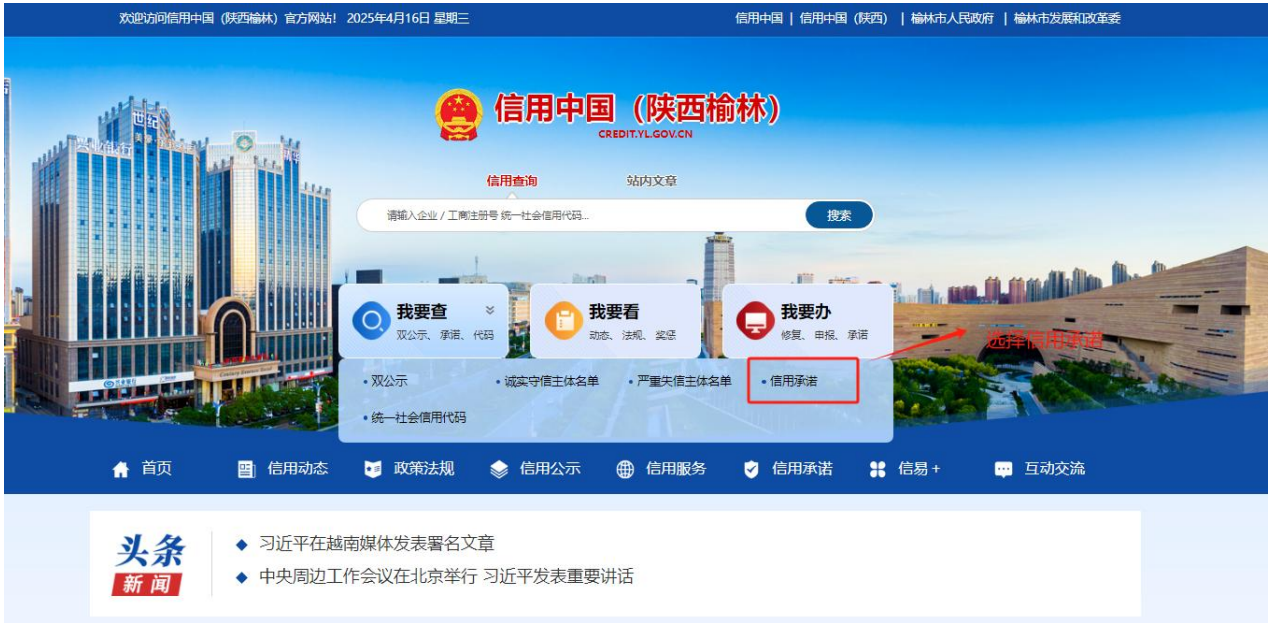 欢迎访问信用中国（陕西榆林）官方网站！ 2025年4月16日 星期三
信用中国 | 信用中国（陕西） | 榆林市人民政府 | 榆林市发展和改革委
信用中国（陕西榆林）
CREDIT.YL.GOV.CN
信用查询 站内文章
请输入企业 / 工商注册号 统一社会信用代码... 搜索
世纪
兴业银行
我要查 我要看 我要办
双公示、承诺、代码 动态、法规、奖惩 修复、申报、承诺
选择信用承诺
• 双公示 • 诚实守信主体名单 • 严重失信主体名单 • 信用承诺
• 统一社会信用代码
首页 信用动态 政策法规 信用公示 信用服务 信用承诺 信易+ 互动交流
头条
新闻
◆ 习近平在越南媒体发表署名文章
◆ 中央周边工作会议在北京举行 习近平发表重要讲话